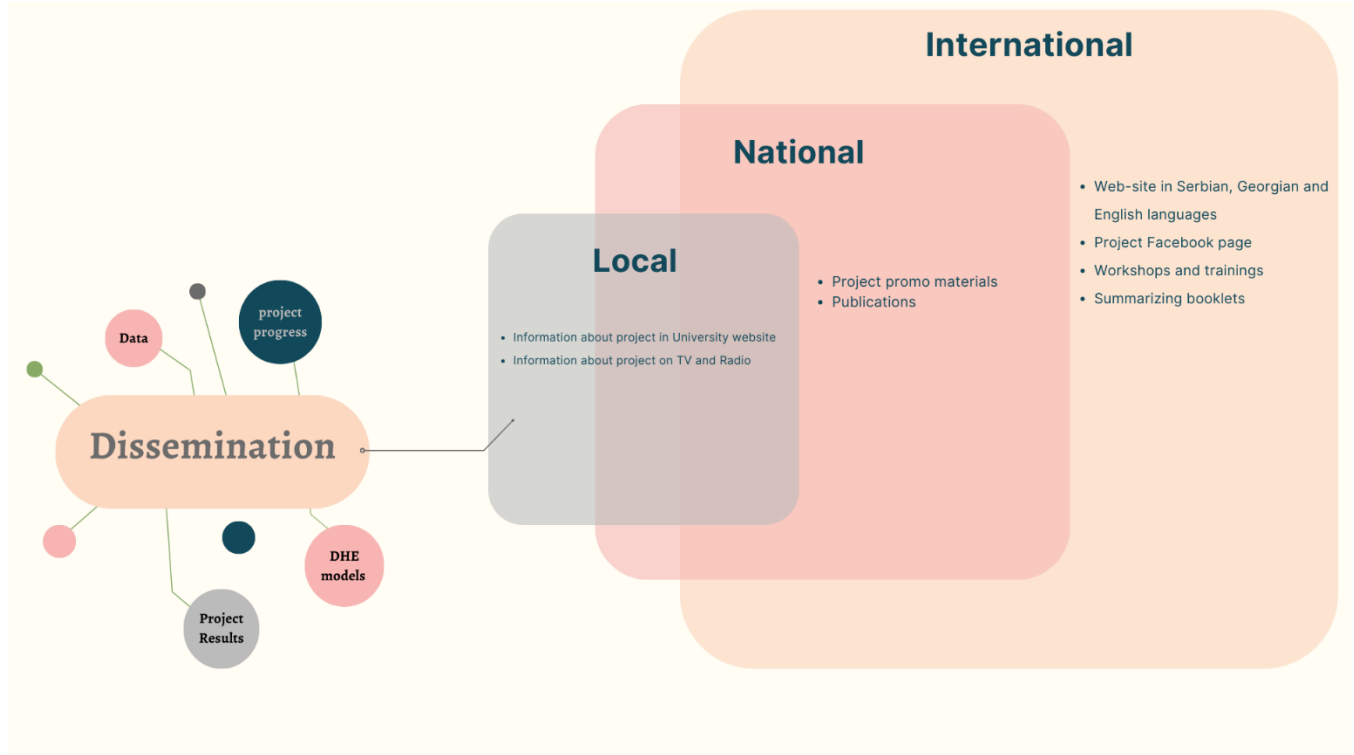 International
National
• Web-site in Serbian, Georgian and
English languages
• Project Facebook page
• Workshops and trainings
• Summarizing booklets
Local
• Project promo materials
• Publications
• Information about project in University website
• Information about project on TV and Radio
project
progress
Data
Dissemination
DHE
models
Project
Results